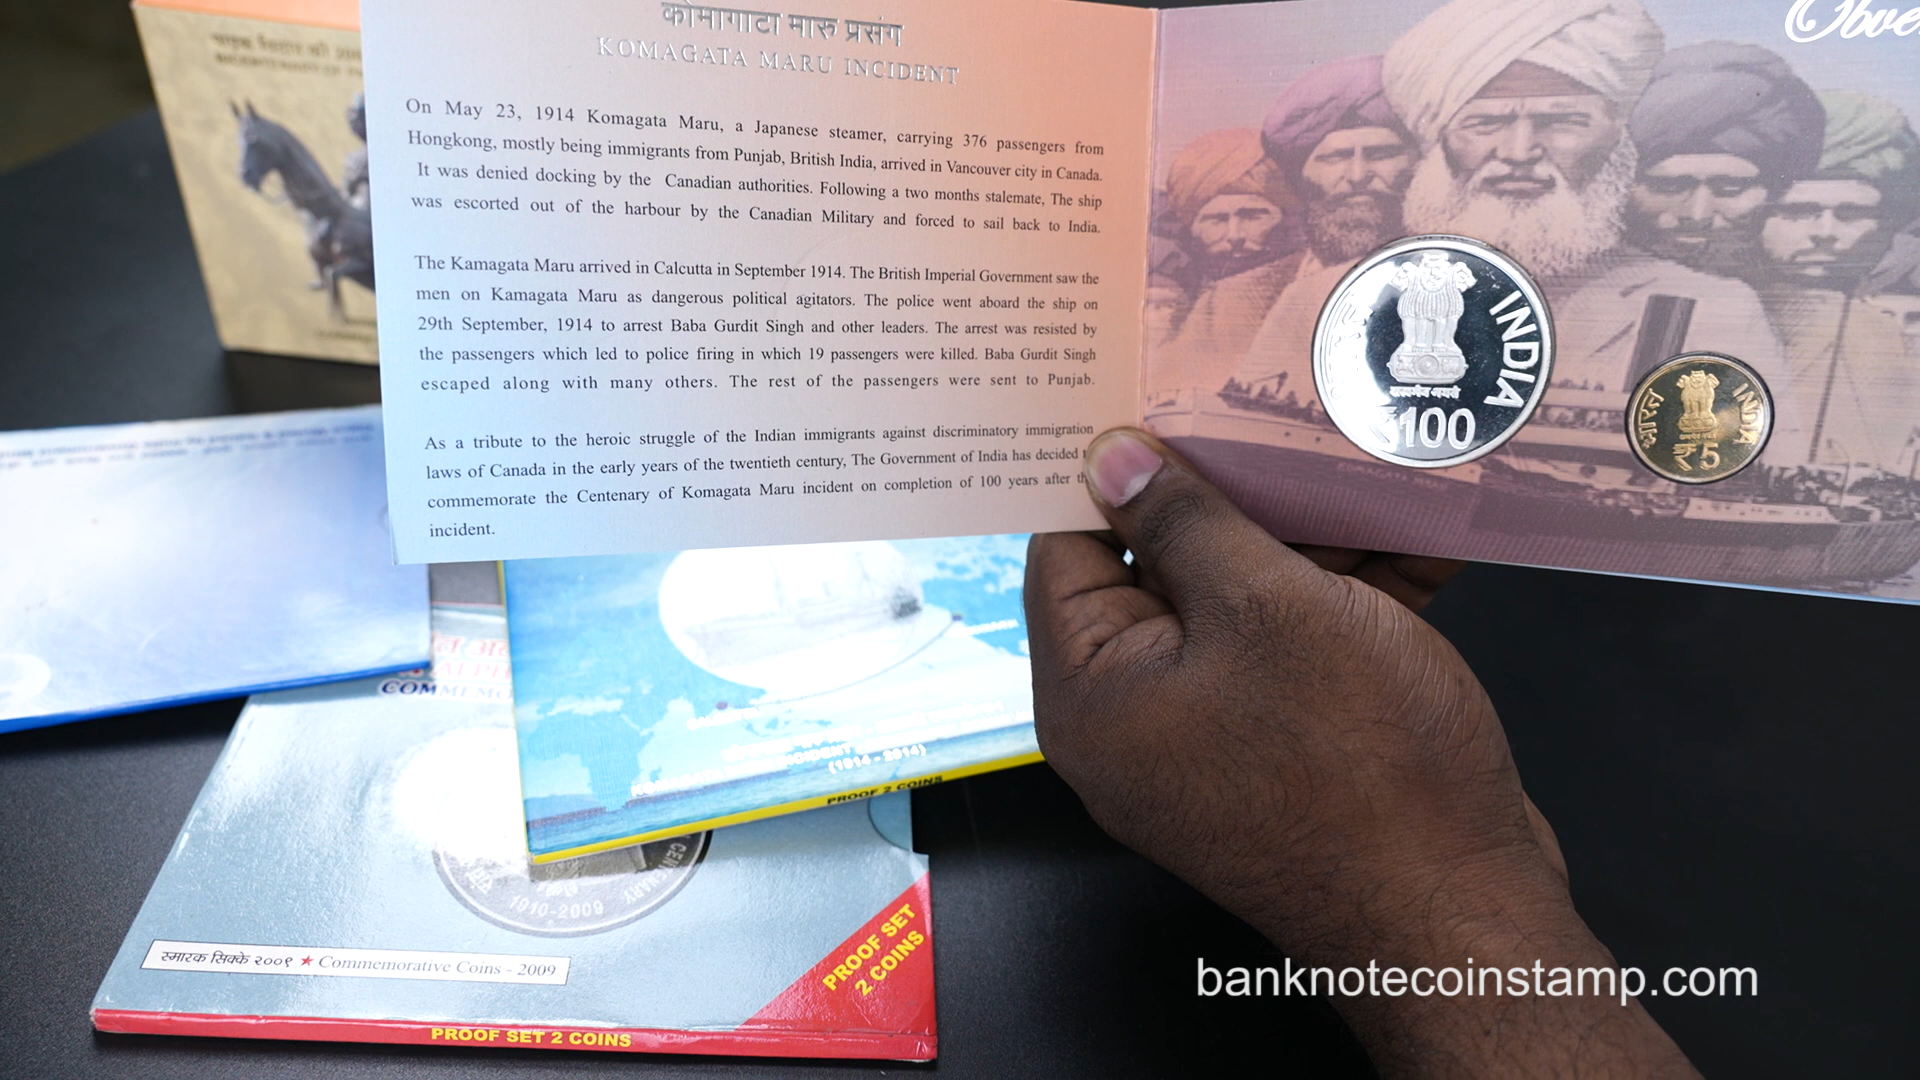 कोमागाटा मारु प्रसंग
KOMAGATA MARU INCIDENT
On May 23, 1914 Komagata Maru, a Japanese steamer, carrying 376 passengers from
Hongkong, mostly being immigrants from Punjab, British India, arrived in Vancouver city in Canada.
It was denied docking by the Canadian authorities. Following a two months stalemate, The ship
was escorted out of the harbour by the Canadian Military and forced to sail back to India.
The Kamagata Maru arrived in Calcutta in September 1914. The British Imperial Government saw the
men on Kamagata Maru as dangerous political agitators. The police went aboard the ship on
29th September, 1914 to arrest Baba Gurdit Singh and other leaders. The arrest was resisted by
the passengers which led to police firing in which 19 passengers were killed. Baba Gurdit Singh
escaped along with many others. The rest of the passengers were sent to Punjab.
As a tribute to the heroic struggle of the Indian immigrants against discriminatory immigration
laws of Canada in the early years of the twentieth century, The Government of India has decided
commemorate the Centenary of Komagata Maru incident on completion of 100 years after
incident.
INDIA
सत्यमेव जयते
₹100
भारत
INDIA
₹5
(1914 - 2014)
PROOF 2 COINS
1910-2009
स्मारक सिक्के २००९ ★ Commemorative Coins - 2009
PROOF SET
2 COINS
PROOF SET 2 COINS
banknotecoinstamp.com